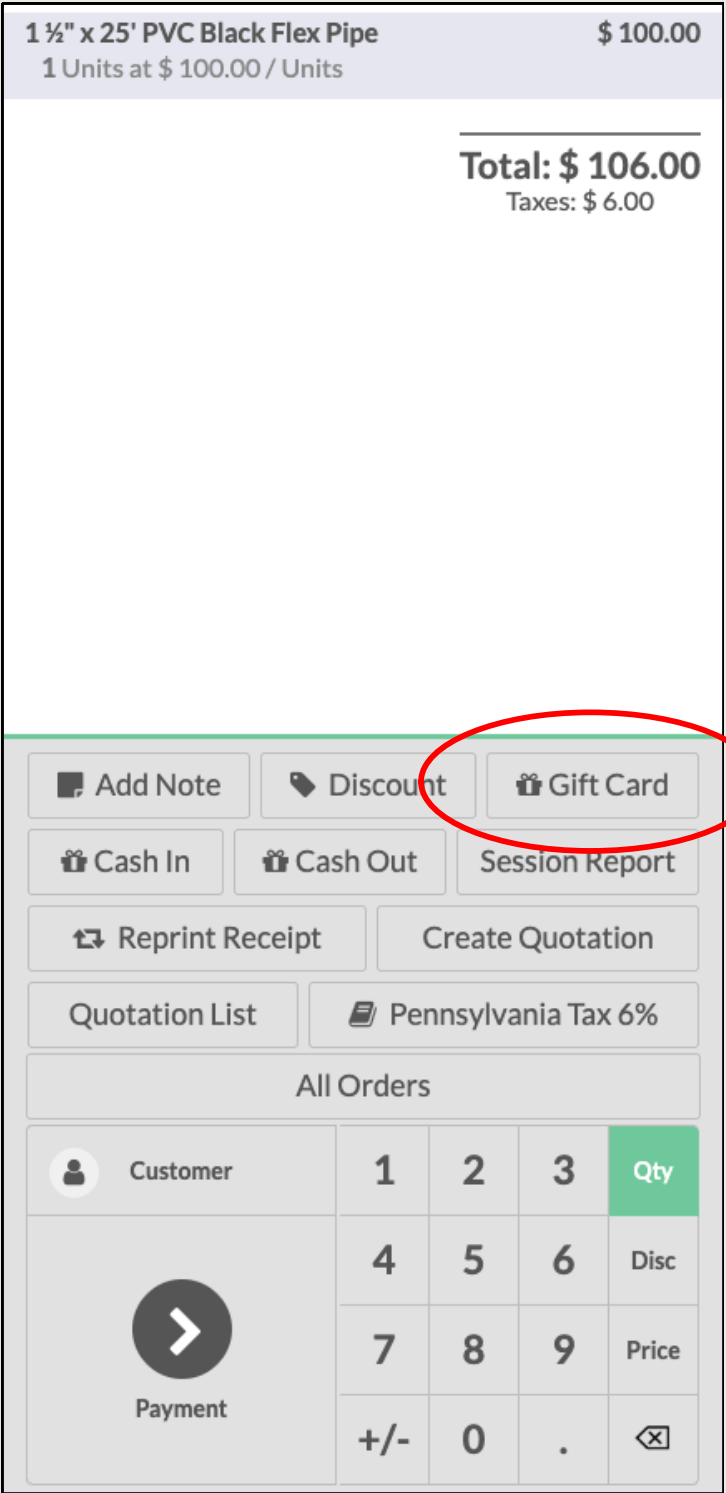 1 ½" x 25' PVC Black Flex Pipe $ 100.00
1 Units at $ 100.00 / Units
Total: $ 106.00
Taxes: $ 6.00
Add Note Discount Gift Card
Cash In Cash Out Session Report
Reprint Receipt Create Quotation
Quotation List Pennsylvania Tax 6%
All Orders
Customer 1 2 3 Qty
4 5 6 Disc
7 8 9 Price
Payment
+/- 0 .